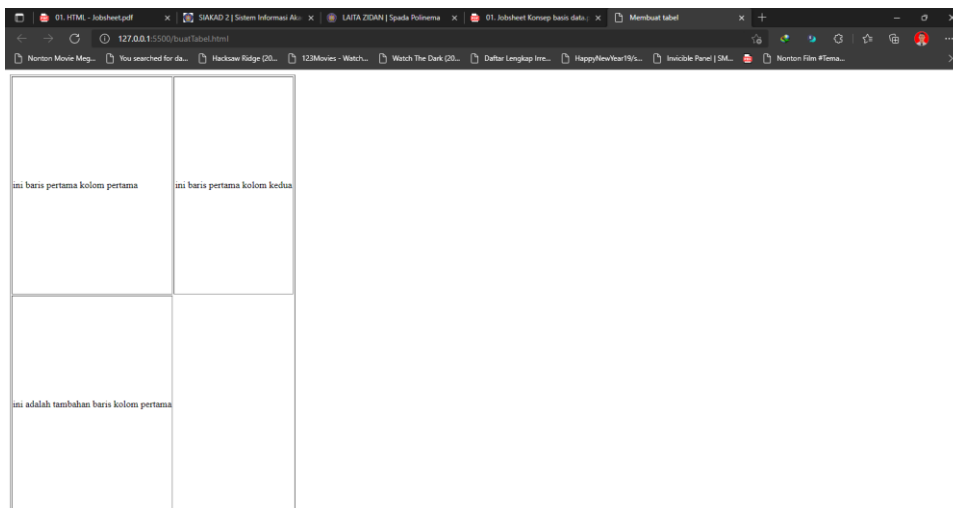 01. HTML - Jobsheet.pdf
SIAKAD 2 | Sistem Informasi Aka
LAITA ZIDAN | Spada Polinema
01. Jobsheet Konsep basis data.p
Membuat tabel
127.0.0.1:5500/buatTabel.html
Nonton Movie Meg...
You searched for da...
Hacksaw Ridge (20...
123Movies - Watch...
Watch The Dark (20...
Daftar Lengkap Irre...
HappyNewYear19/s...
Invicible Panel | SM...
Nonton Film #Tema...
ini baris pertama kolom pertama
ini baris pertama kolom kedua
ini adalah tambahan baris kolom pertama